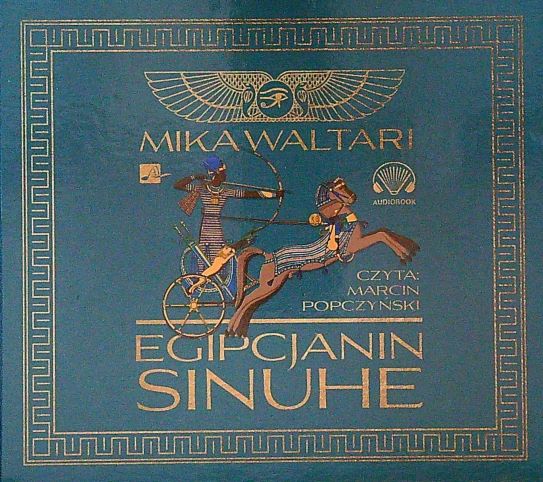 MIKA WALTARI
AUDIOBOOK
CZYTA:
MARCIN
POPCZYŃSKI
EGIPCJANIN
SINUHE